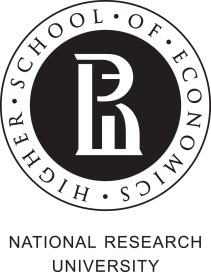 HIGHER · SCHOOL · OF · ECONOMICS ·
NATIONAL RESEARCH
UNIVERSITY